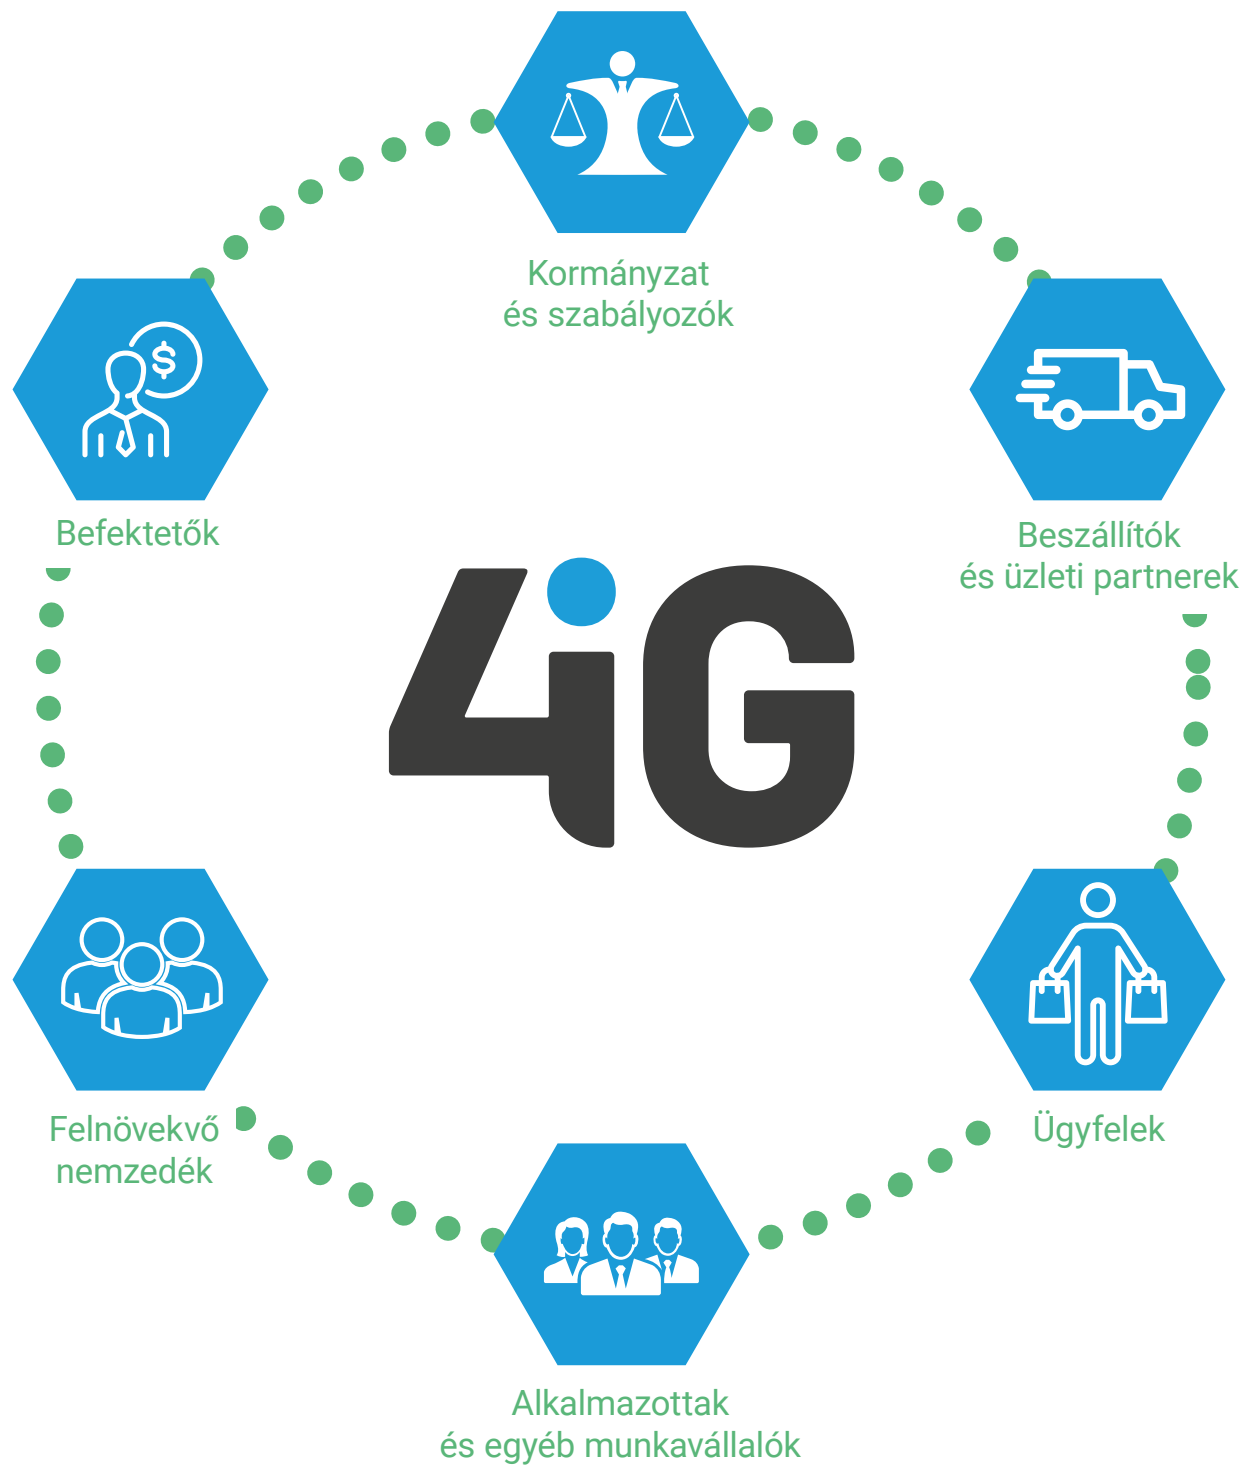 Kormányzat
és szabályozók
Befektetők
Beszállítók
és üzleti partnerek
4iG
Felnövekvő
nemzedék
Ügyfelek
Alkalmazottak
és egyéb munkavállalók